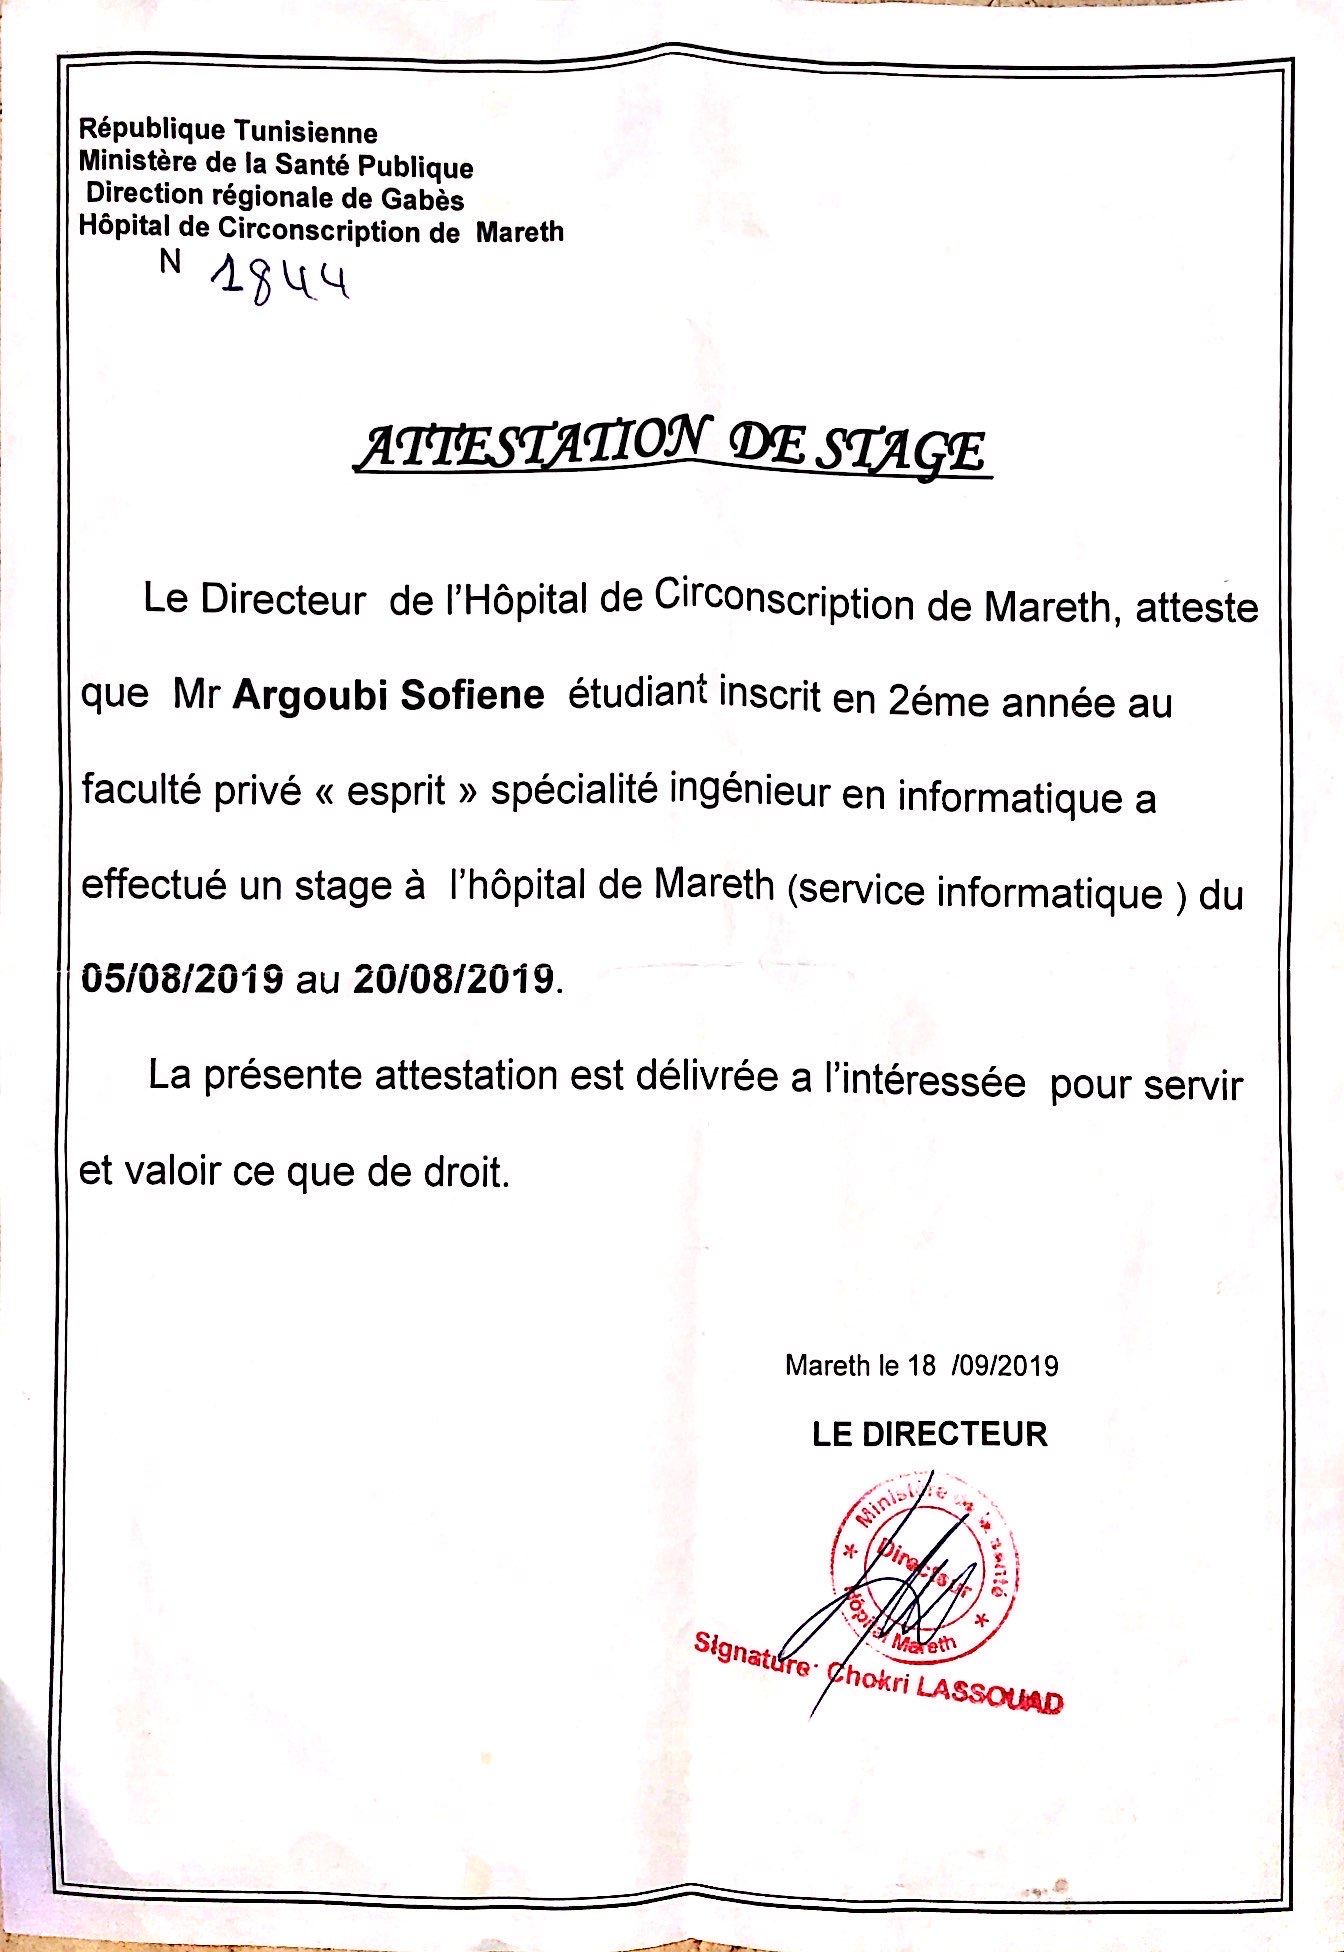 République Tunisienne
Ministère de la Santé Publique
Direction régionale de Gabès
Hôpital de Circonscription de Mareth
N 1844
ATTESTATION DE STAGE
Le Directeur de l'Hôpital de Circonscription de Mareth, atteste
que Mr Argoubi Sofiene étudiant inscrit en 2éme année au
faculté privé « esprit » spécialité ingénieur en informatique a
effectué un stage à l'hôpital de Mareth (service informatique ) du
05/08/2019 au 20/08/2019.
La présente attestation est délivrée a l'intéressée pour servir
et valoir ce que de droit.
Mareth le 18 /09/2019
LE DIRECTEUR
Ministère de la santé
Directeur
Hôpital Mareth
Signature: Chokri LASSOUAD